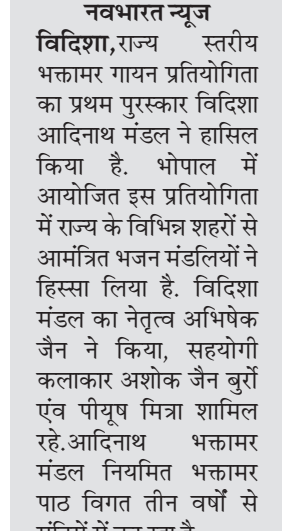 नवभारत न्यूज
विदिशा,राज्य स्तरीय
भक्तामर गायन प्रतियोगिता
का प्रथम पुरस्कार विदिशा
आदिनाथ मंडल ने हासिल
किया है. भोपाल में
आयोजित इस प्रतियोगिता
में राज्य के विभिन्न शहरों से
आमंत्रित भजन मंडलियों ने
हिस्सा लिया है. विदिशा
मंडल का नेतृत्व अभिषेक
जैन ने किया, सहयोगी
कलाकार अशोक जैन बुर्रो
एंव पीयूष मित्रा शामिल
रहे.आदिनाथ भक्तामर
मंडल नियमित भक्तामर
पाठ विगत तीन वर्षों से